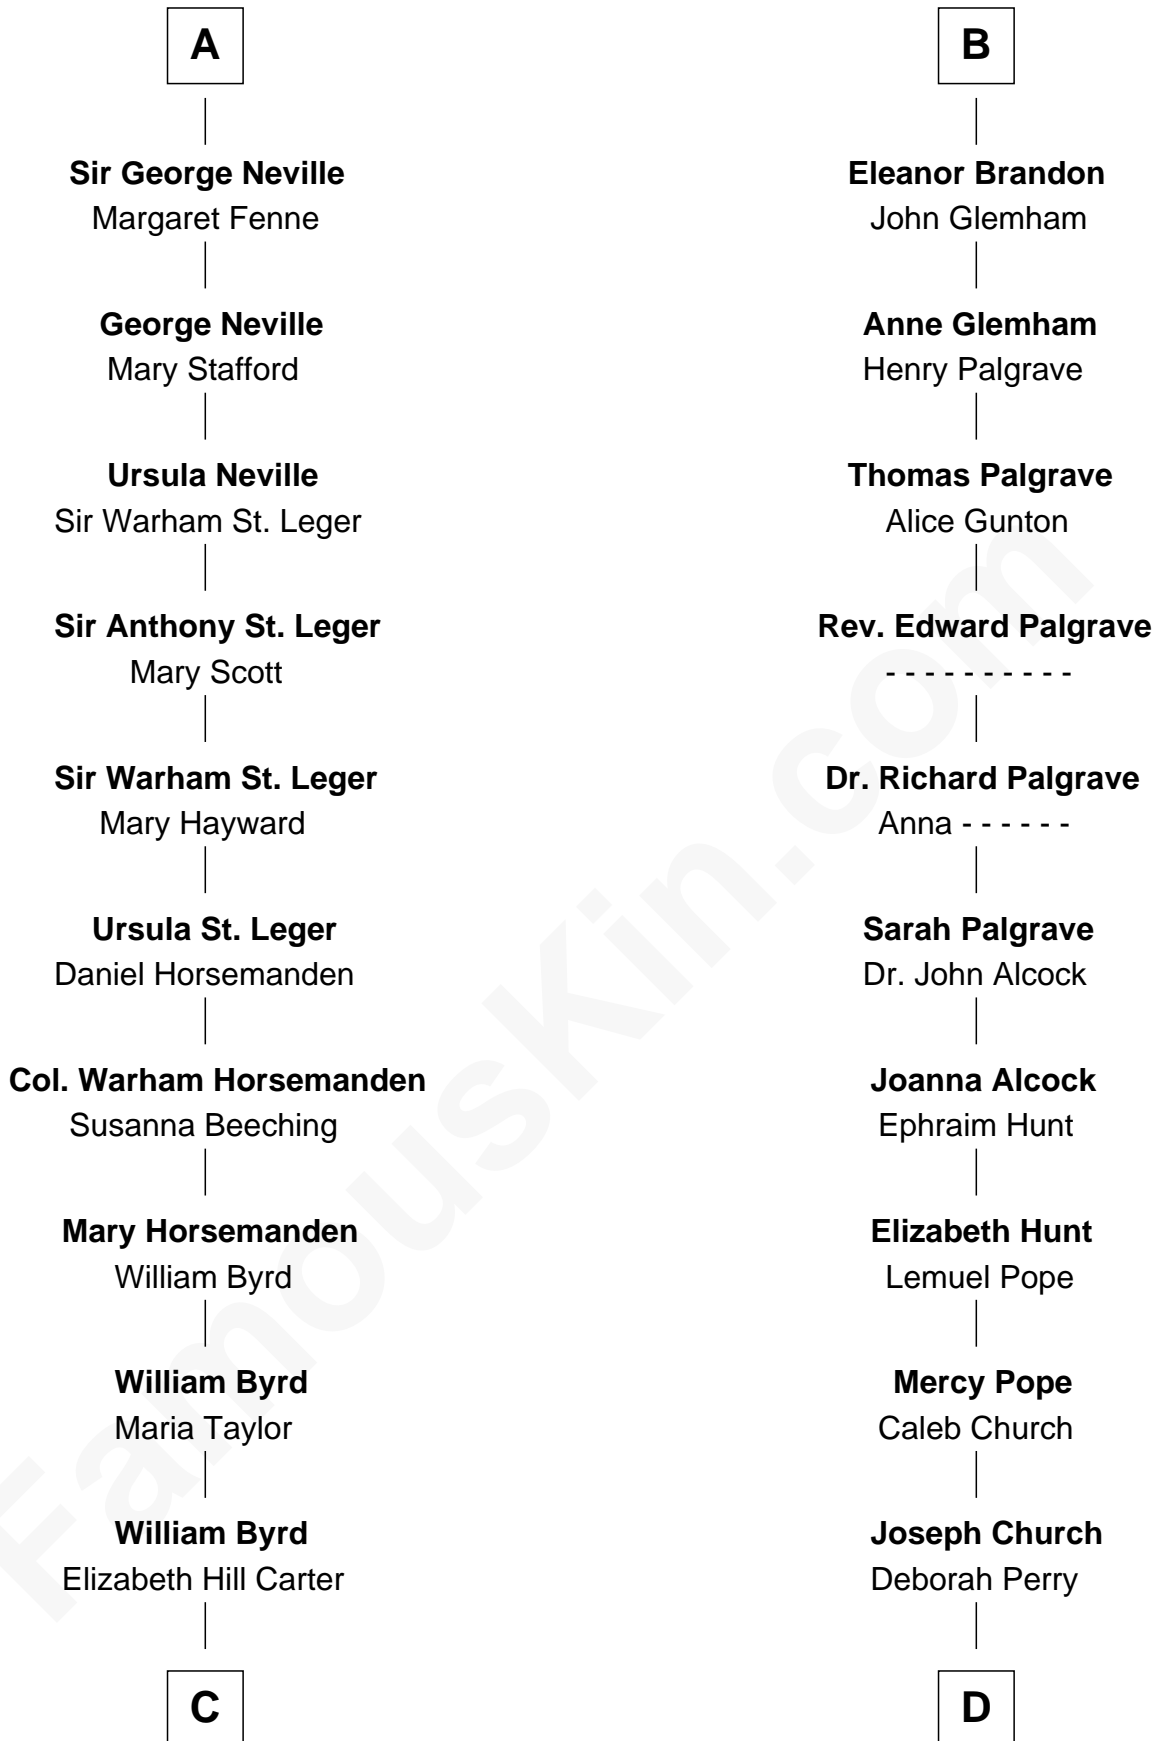 A
Sir George Neville
Margaret Fenne
George Neville
Mary Stafford
Ursula Neville
Sir Warham St. Leger
Sir Anthony St. Leger
Mary Scott
Sir Warham St. Leger
Mary Hayward
Ursula St. Leger
Daniel Horsemanden
Col. Warham Horsemanden
Susanna Beeching
Mary Horsemanden
William Byrd
William Byrd
Maria Taylor
William Byrd
Elizabeth Hill Carter
C
B
Eleanor Brandon
John Glemham
Anne Glemham
Henry Palgrave
Thomas Palgrave
Alice Gunton
Rev. Edward Palgrave
- - - - - - - - - -
Dr. Richard Palgrave
Anna - - - - - -
Sarah Palgrave
Dr. John Alcock
Joanna Alcock
Ephraim Hunt
Elizabeth Hunt
Lemuel Pope
Mercy Pope
Caleb Church
Joseph Church
Deborah Perry
D
FamousKin.com